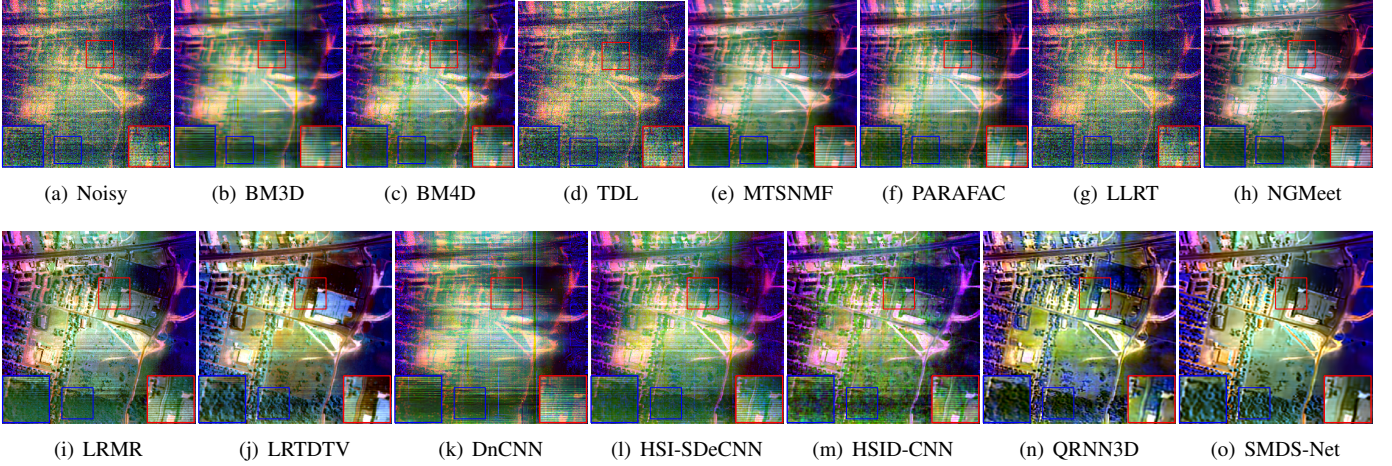 (a) Noisy (b) BM3D (c) BM4D (d) TDL (e) MTSNMF (f) PARAFAC (g) LLRT (h) NGMeet
(i) LRMR (j) LRTDTV (k) DnCNN (l) HSI-SDeCNN (m) HSID-CNN (n) QRNN3D (o) SMDS-Net